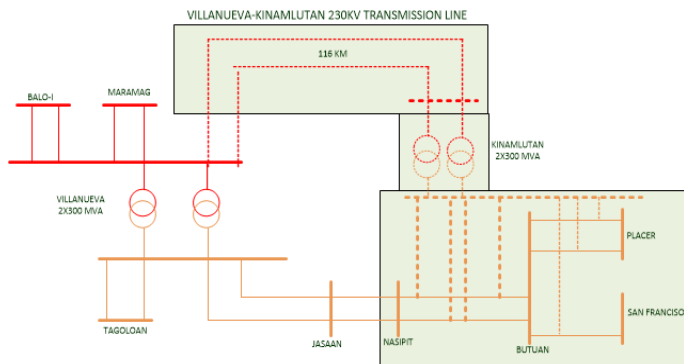 VILLANUEVA-KINAMLUTAN 230KV TRANSMISSION LINE
116 KM
BALO-I
MARAMAG
KINAMLUTAN
2X300 MVA
VILLANUEVA
2X300 MVA
PLACER
SAN FRANCISO
TAGOLOAN
JASAAN
NASIPIT
BUTUAN